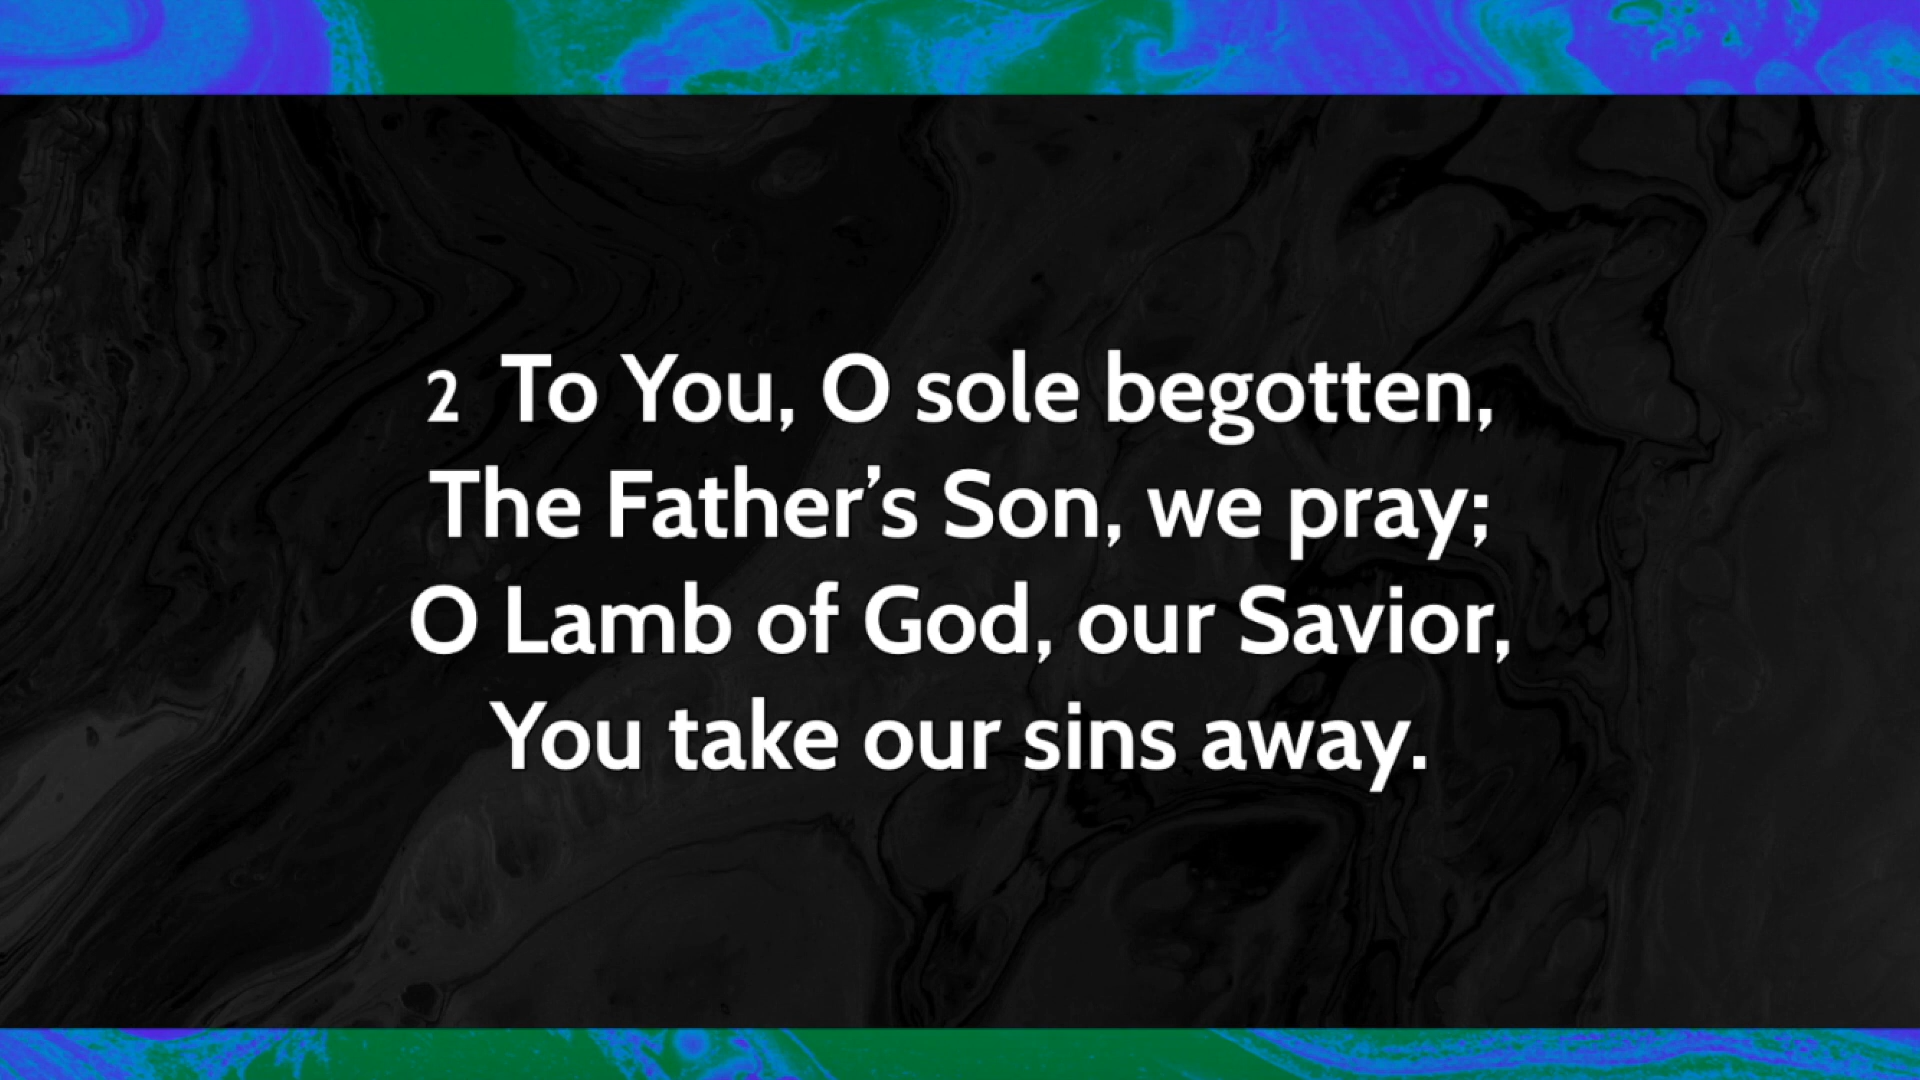 2 To You, O sole begotten,
The Father’s Son, we pray;
O Lamb of God, our Savior,
You take our sins away.